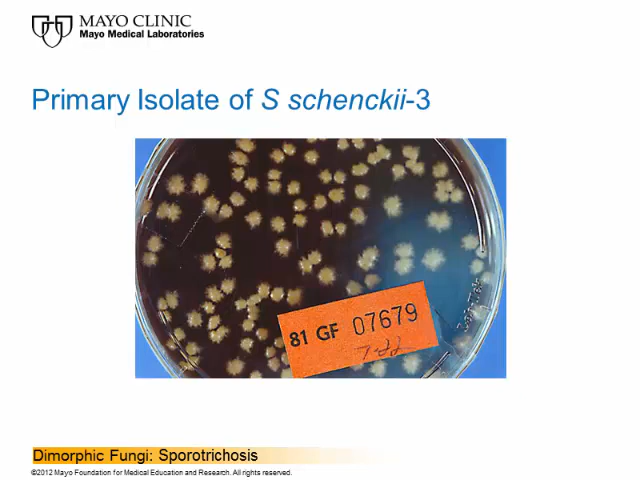 MAYO CLINIC
Mayo Medical Laboratories
Primary Isolate of S schenckii-3
81 GF 07679
Dimorphic Fungi: Sporotrichosis
©2012 Mayo Foundation for Medical Education and Research. All rights reserved.